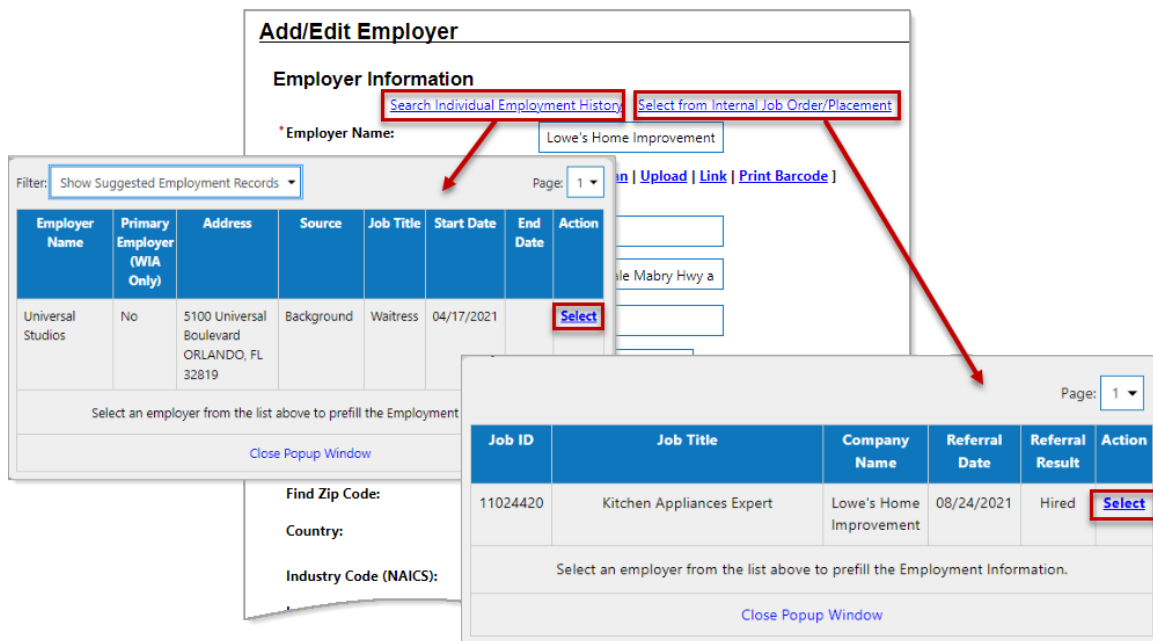 Add/Edit Employer
Employer Information
Search Individual Employment History Select from Internal Job Order/Placement
*Employer Name: Lowe's Home Improvement
| Upload | Link | Print Barcode ]
Mabry Hwy a
Find Zip Code:
Country:
Industry Code (NAICS):
Filter: Show Suggested Employment Records Page: 1
Employer Name Primary Employer (WIA Only) Address Source Job Title Start Date End Date Action
Universal No 5100 Universal Background Waitress 04/17/2021 Select
Studios Boulevard
ORLANDO, FL
32819
Select an employer from the list above to prefill the Employment
Close Popup Window
Page: 1
Job ID Job Title Company Name Referral Date Referral Result Action
11024420 Kitchen Appliances Expert Lowe's Home 08/24/2021 Hired Select
Improvement
Select an employer from the list above to prefill the Employment Information.
Close Popup Window